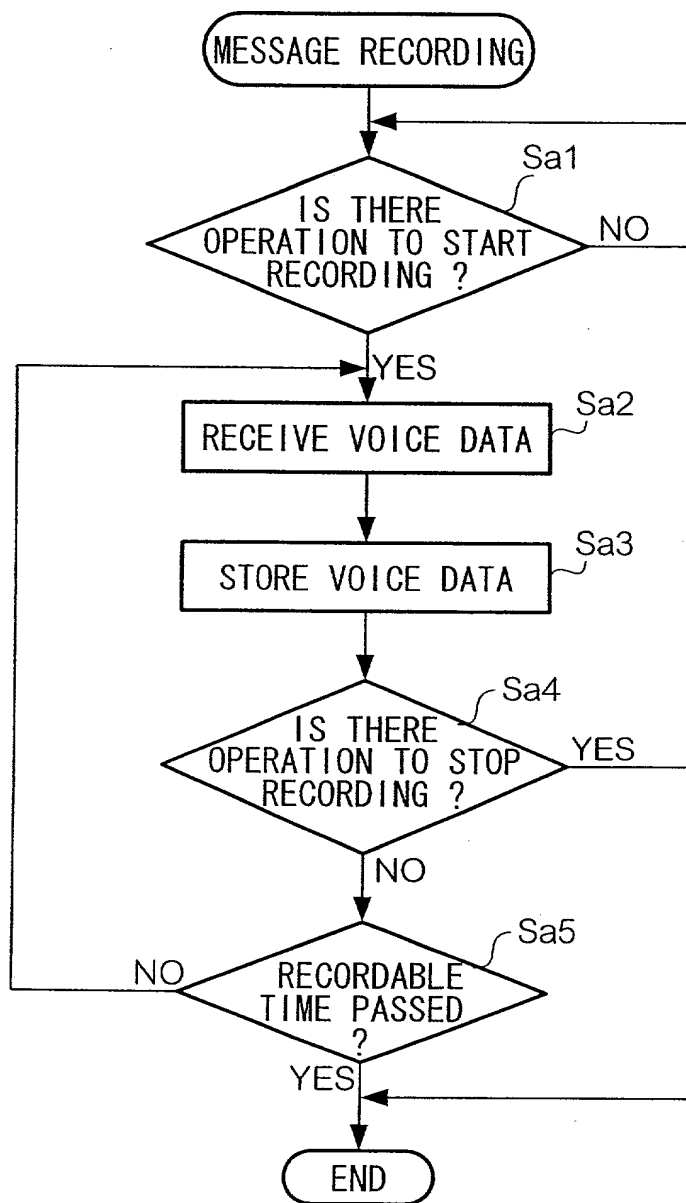 MESSAGE RECORDING
Sa1
IS THERE
OPERATION TO START
RECORDING ?
NO
YES
Sa2
RECEIVE VOICE DATA
Sa3
STORE VOICE DATA
Sa4
IS THERE
OPERATION TO STOP
RECORDING ?
YES
NO
Sa5
NO
RECORDABLE
TIME PASSED
?
YES
END